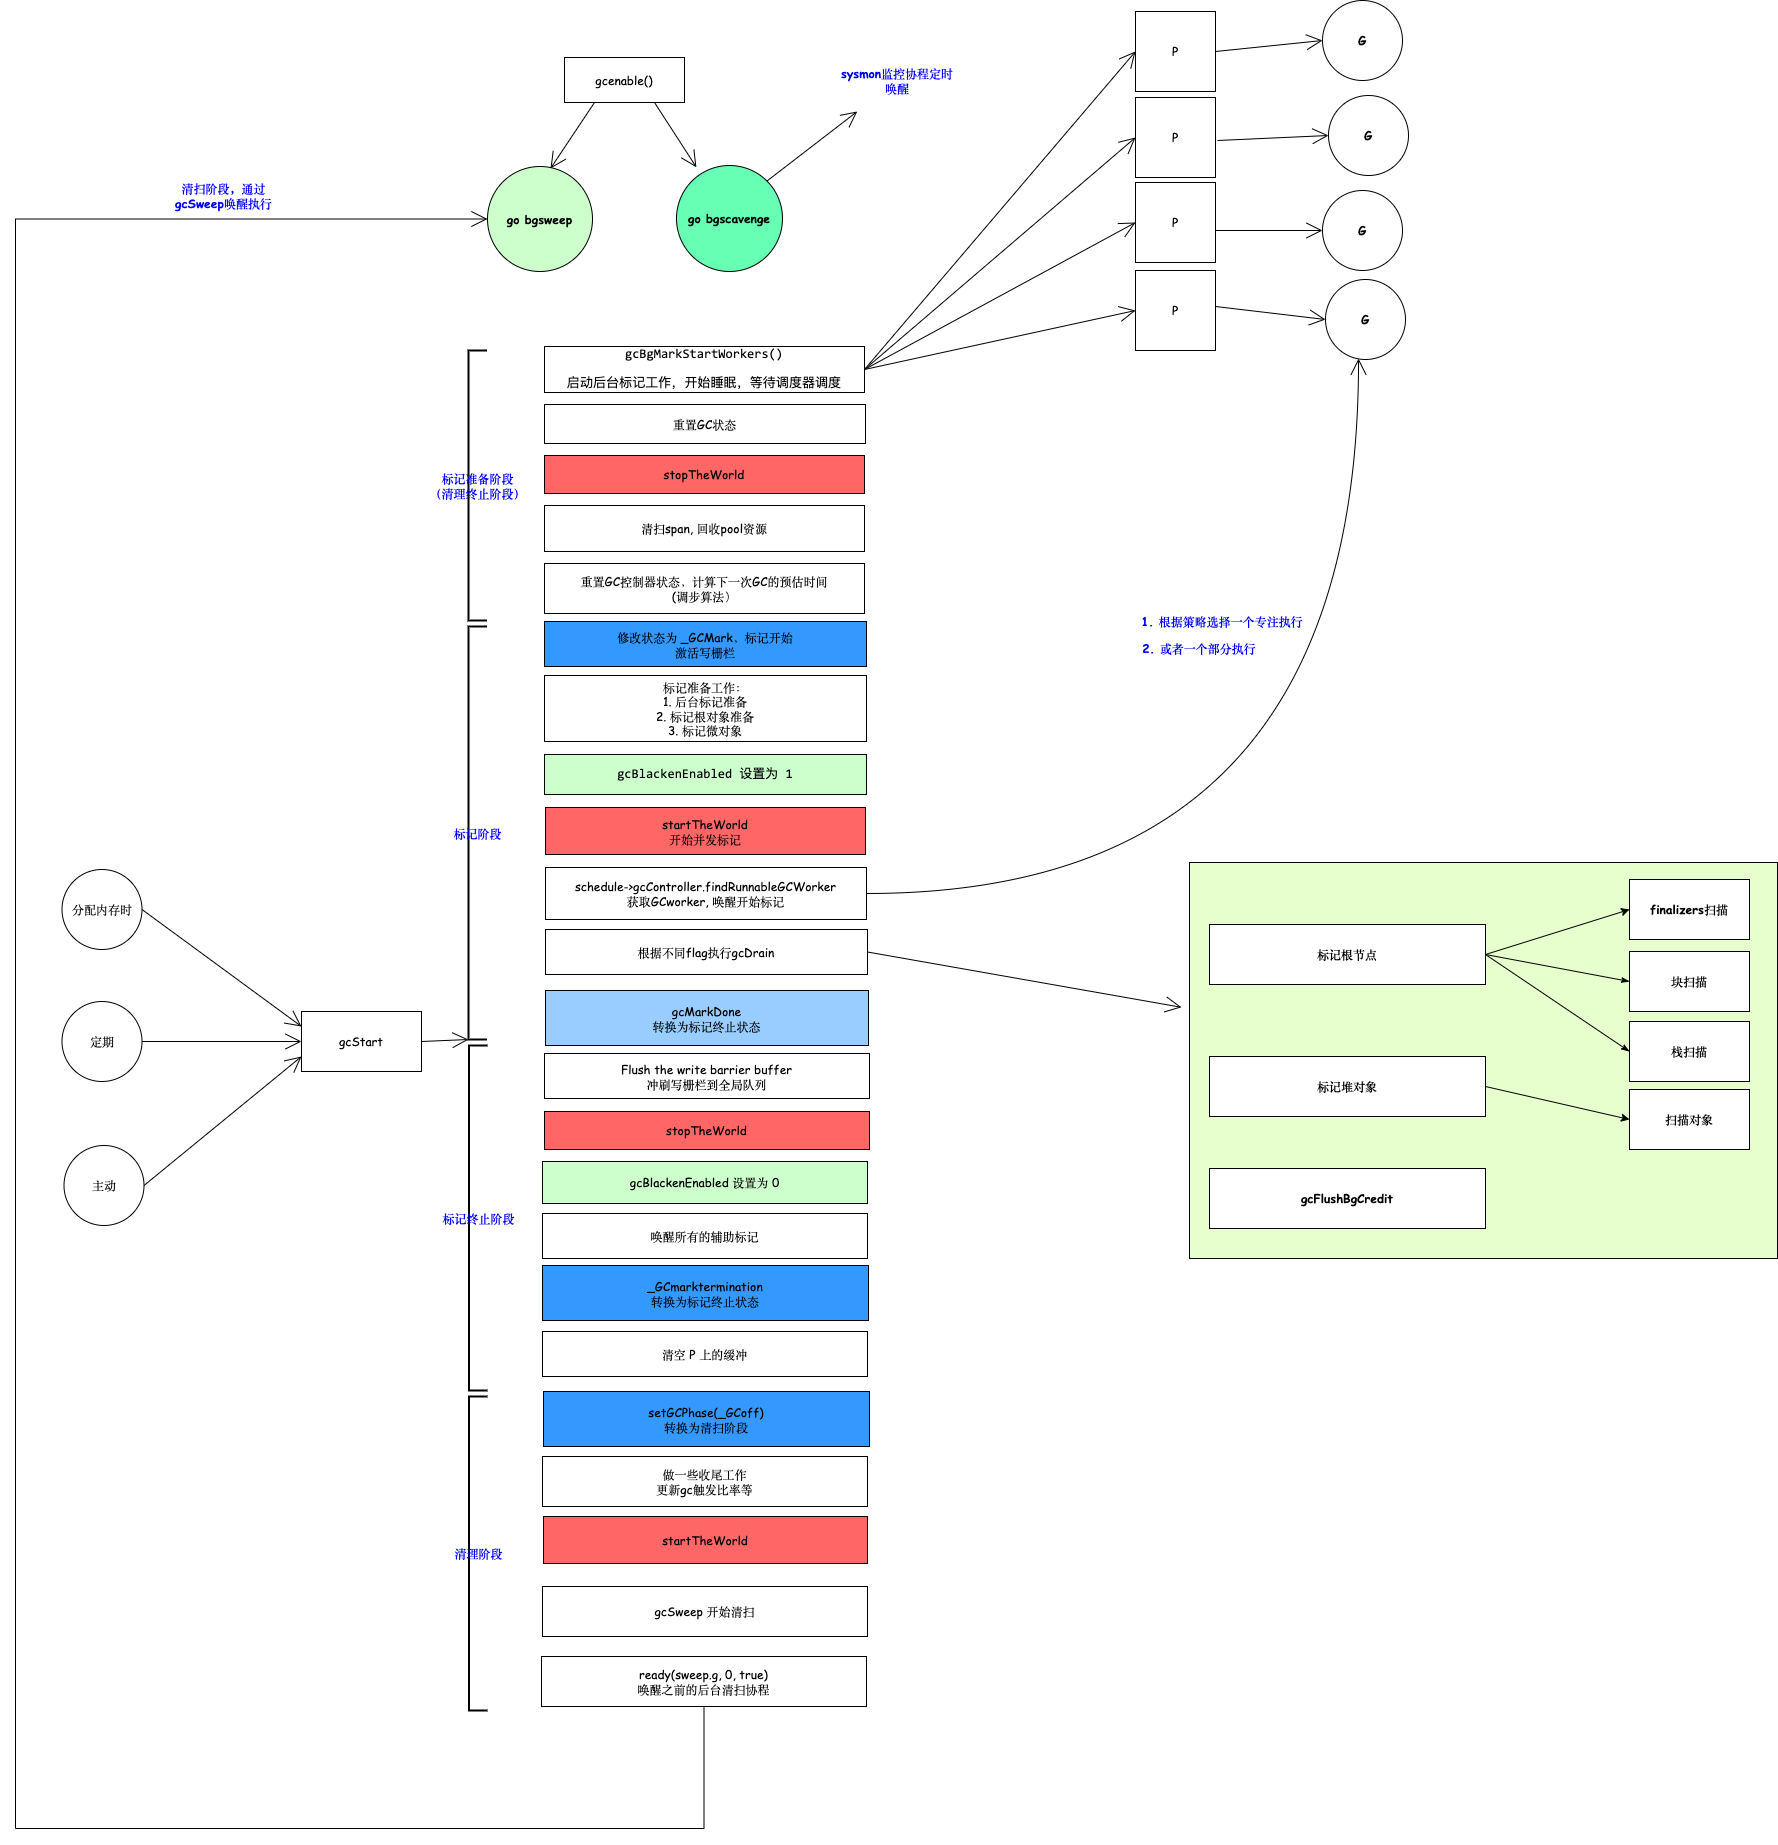 gcenable()
sysmon监控协程定时
唤醒
清扫阶段，通过
gcSweep唤醒执行
go bgsweep
go bgscavenge
P
G
P
G
P
G
P
G
gcBgMarkStartWorkers()
启动后台标记工作，开始睡眠，等待调度器调度
重置GC状态
标记准备阶段
（清理终止阶段）
stopTheWorld
清扫span, 回收pool资源
重置GC控制器状态，计算下一次GC的预估时间
(调步算法）
修改状态为 _GCMark，标记开始
激活写栅栏
1. 根据策略选择一个专注执行
2. 或者一个部分执行
标记准备工作：
1. 后台标记准备
2. 标记根对象准备
3. 标记微对象
gcBlackenEnabled 设置为 1
标记阶段
startTheWorld
开始并发标记
schedule->gcController.findRunnableGCWorker
获取GCworker, 唤醒开始标记
根据不同flag执行gcDrain
gcMarkDone
转换为标记终止状态
分配内存时
定期
主动
gcStart
标记根节点
finalizers扫描
块扫描
栈扫描
标记堆对象
扫描对象
gcFlushBgCredit
Flush the write barrier buffer
冲刷写栅栏到全局队列
stopTheWorld
gcBlackenEnabled 设置为 0
标记终止阶段
唤醒所有的辅助标记
_GCmarktermination
转换为标记终止状态
清空 P 上的缓冲
setGCPhase(_GCoff)
转换为清扫阶段
做一些收尾工作
更新gc触发比率等
startTheWorld
清理阶段
gcSweep 开始清扫
ready(sweep.g, 0, true)
唤醒之前的后台清扫协程